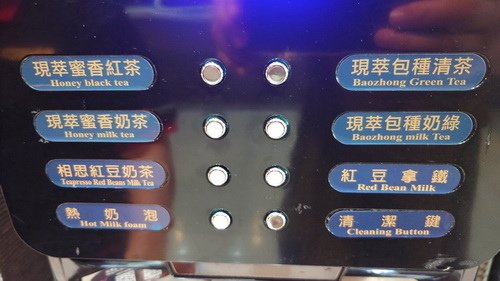 現萃蜜香紅茶
Honey black tea
現萃包種清茶
Baozhong Green Tea
現萃蜜香奶茶
Honey milk tea
現萃包種奶綠
Baozhong milk Tea
相思紅豆奶茶
Teapresso Red Beans Milk Tea
紅豆拿鐵
Red Bean Milk
熱奶泡
Hot Milk foam
清潔鍵
Cleaning Button